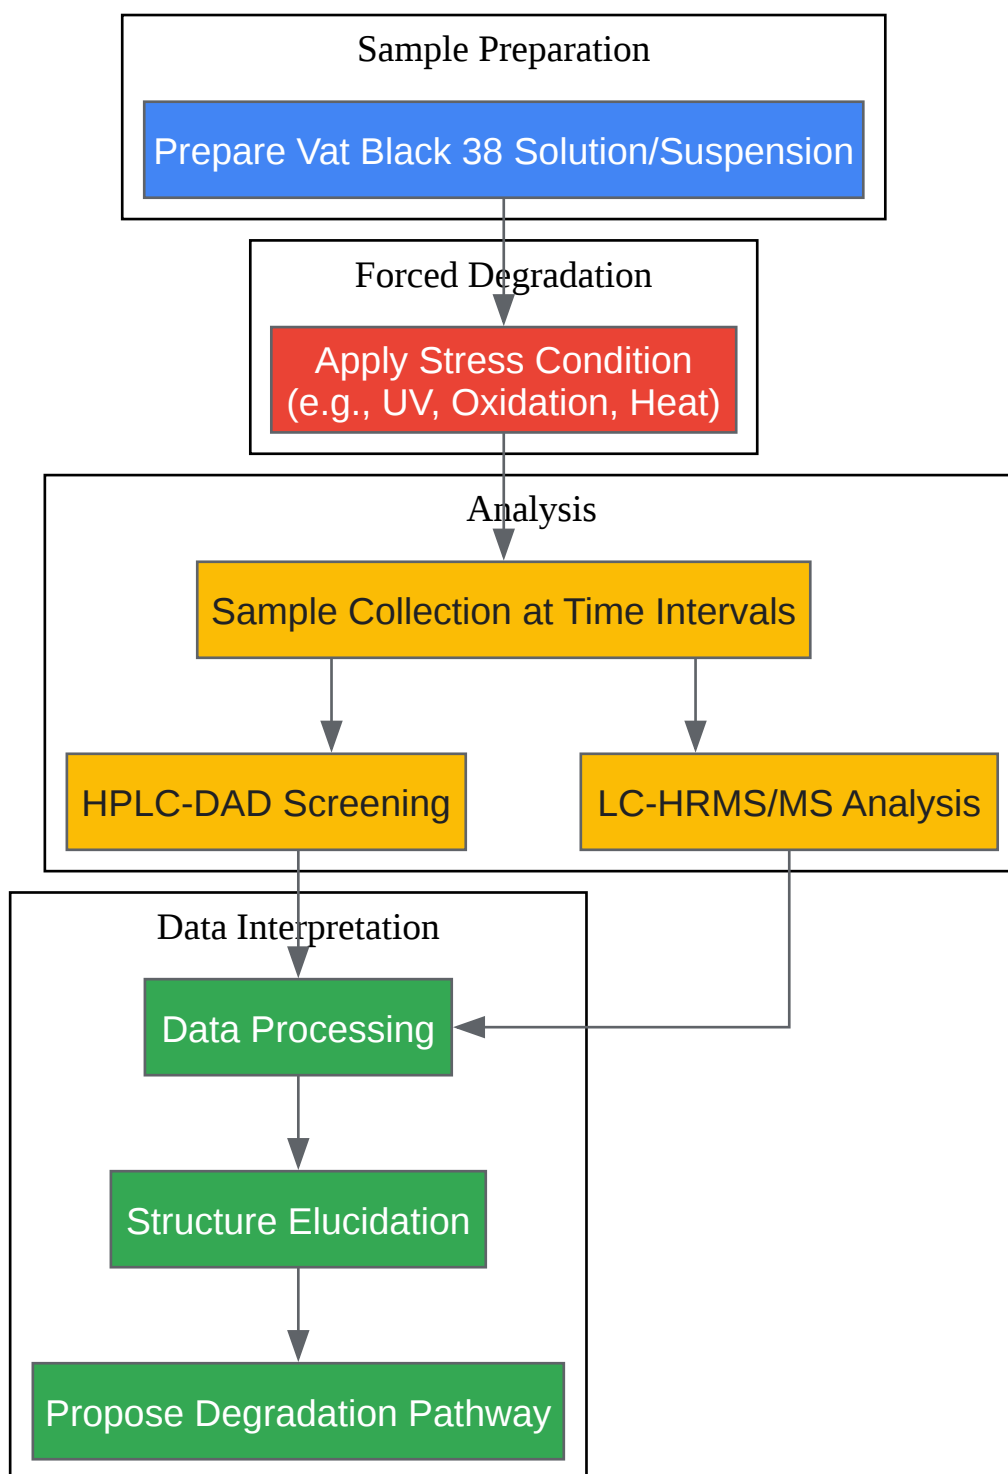 Sample Preparation
Prepare Vat Black 38 Solution/Suspension
Forced Degradation
Apply Stress Condition
(e.g., UV, Oxidation, Heat)
Analysis
Sample Collection at Time Intervals
HPLC-DAD Screening
LC-HRMS/MS Analysis
Data Interpretation
Data Processing
Structure Elucidation
Propose Degradation Pathway